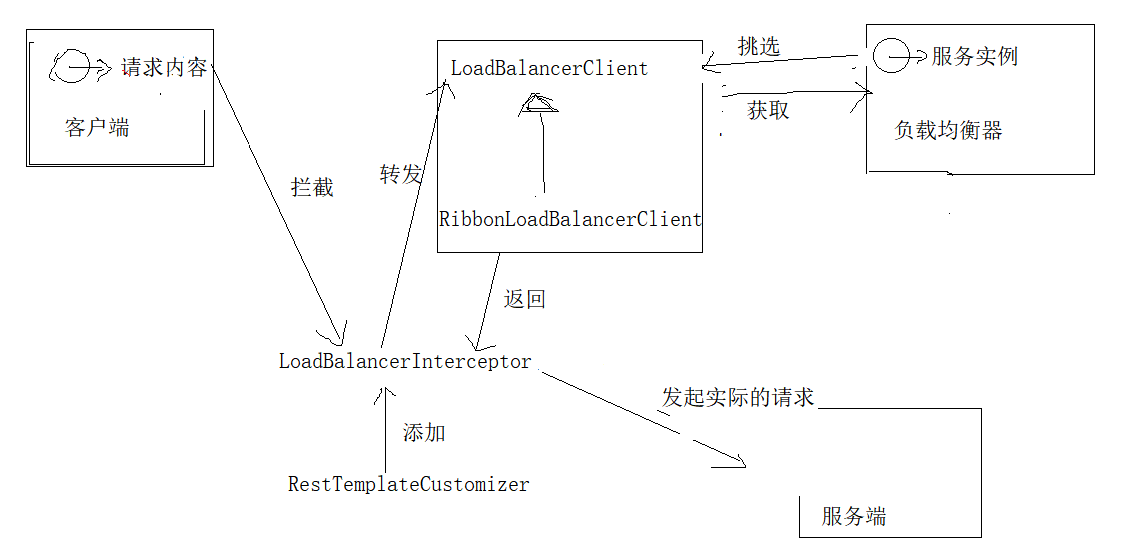 请求内容
客户端
LoadBalancerClient
挑选
服务实例
获取
负载均衡器
拦截
转发
RibbonLoadBalancerClient
返回
LoadBalancerInterceptor
发起实际的请求
添加
RestTemplateCustomizer
服务端